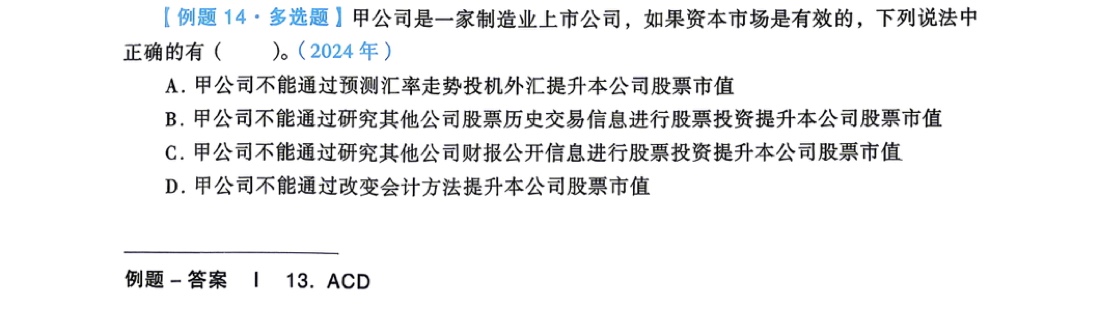 【例题 14·多选题】甲公司是一家制造业上市公司，如果资本市场是有效的，下列说法中
正确的有（　　）。（2024 年）
A. 甲公司不能通过预测汇率走势投机外汇提升本公司股票市值
B. 甲公司不能通过研究其他公司股票历史交易信息进行股票投资提升本公司股票市值
C. 甲公司不能通过研究其他公司财报公开信息进行股票投资提升本公司股票市值
D. 甲公司不能通过改变会计方法提升本公司股票市值
例题 – 答案 | 13. ACD